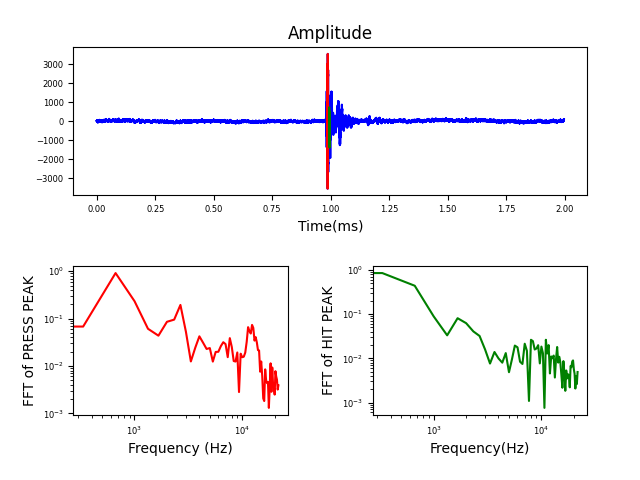 Amplitude
3000
2000
1000
0
−1000
−2000
−3000
0.00 0.25 0.50 0.75 1.00 1.25 1.50 1.75 2.00
Time(ms)
FFT of PRESS PEAK
10⁰
10⁻¹
10⁻²
10⁻³
10³ 10⁴
Frequency (Hz)
FFT of HIT PEAK
10⁰
10⁻¹
10⁻²
10⁻³
10³ 10⁴
Frequency(Hz)